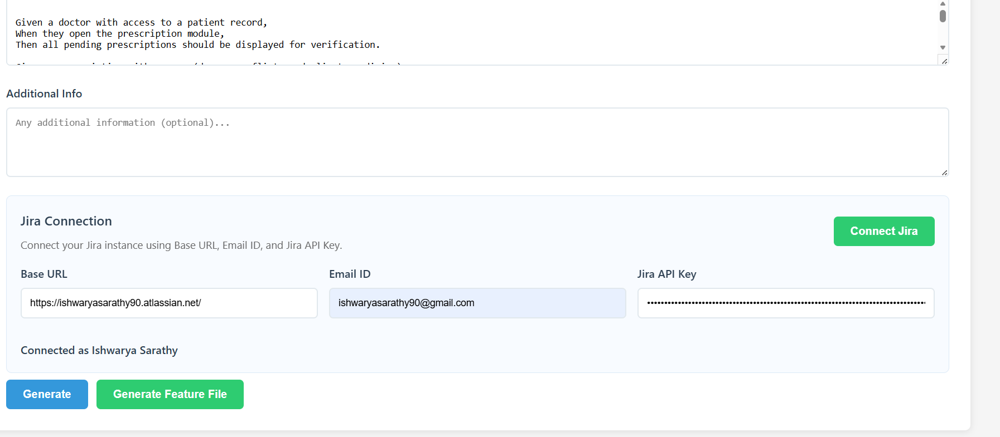 Given a doctor with access to a patient record,
When they open the prescription module,
Then all pending prescriptions should be displayed for verification.
Additional Info
Any additional information (optional)...
Jira Connection
Connect Jira
Connect your Jira instance using Base URL, Email ID, and Jira API Key.
Base URL
Email ID
Jira API Key
https://ishwaryasarathy90.atlassian.net/
ishwaryasarathy90@gmail.com
Connected as Ishwarya Sarathy
Generate
Generate Feature File